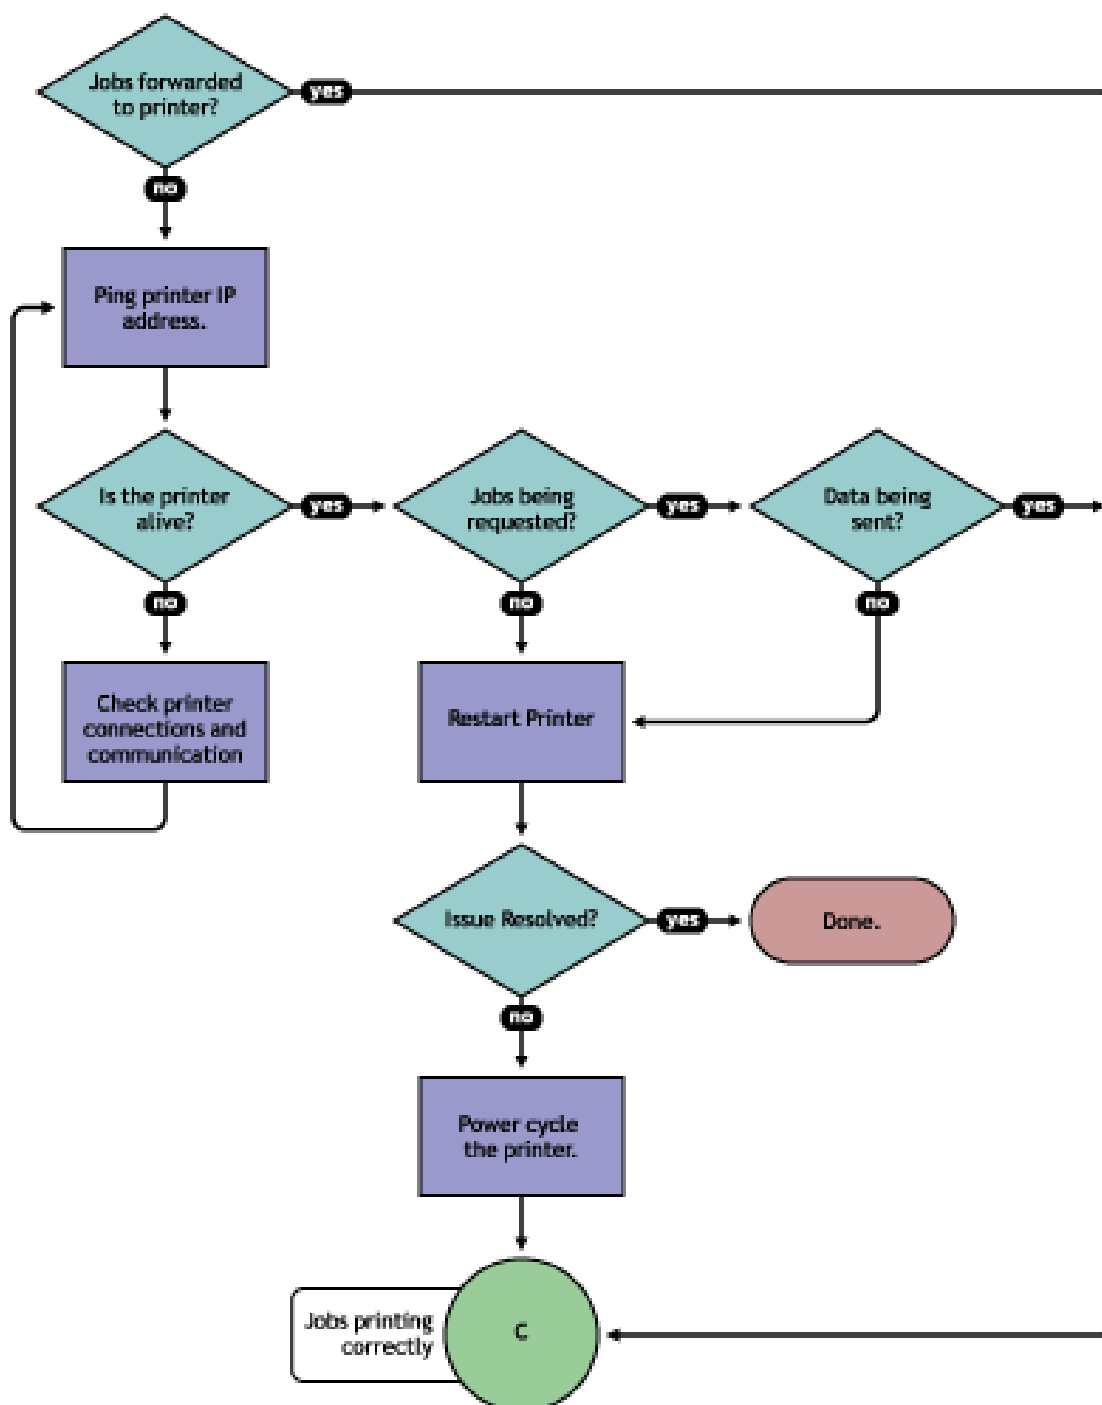 Jobs forwarded
to printer?
yes
no
Ping printer IP
address.
Is the printer
alive?
yes
Jobs being
requested?
yes
Data being
sent?
yes
no
no
no
Check printer
connections and
communication
Restart Printer
Issue Resolved?
yes
Done.
no
Power cycle
the printer.
Jobs printing
correctly
C